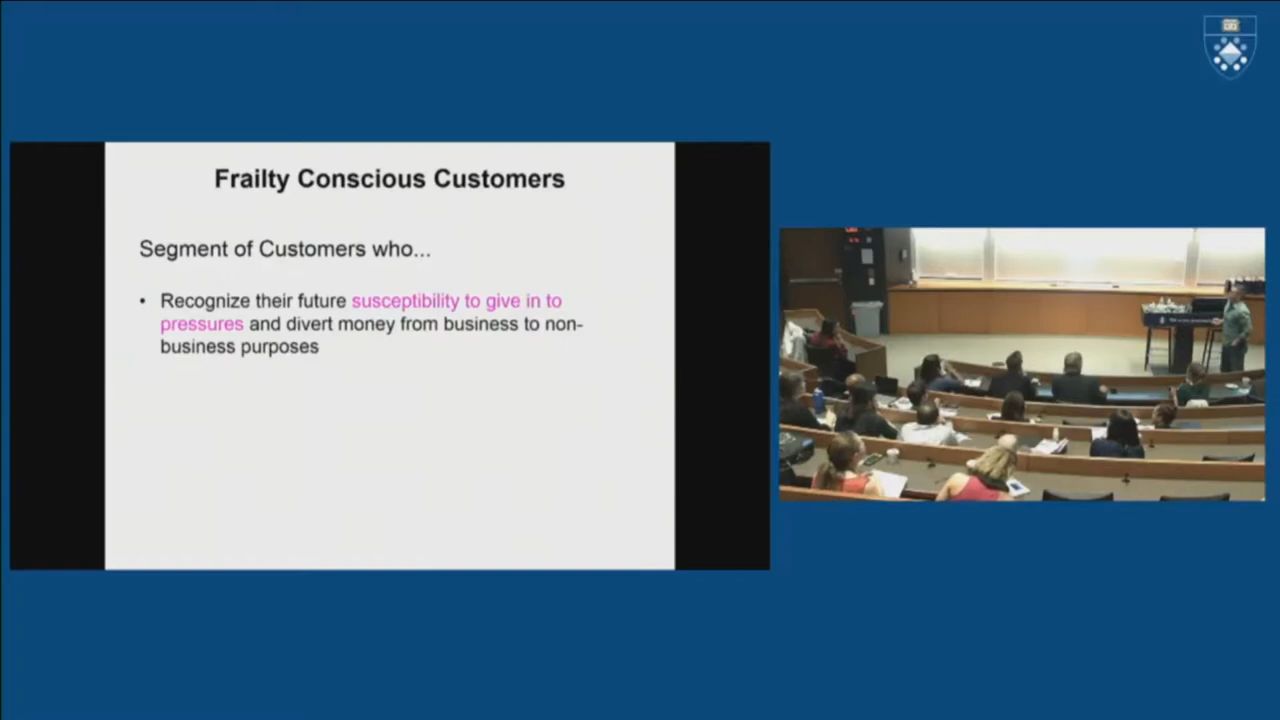 Frailty Conscious Customers
Segment of Customers who...
• Recognize their future susceptibility to give in to
pressures and divert money from business to non-
business purposes